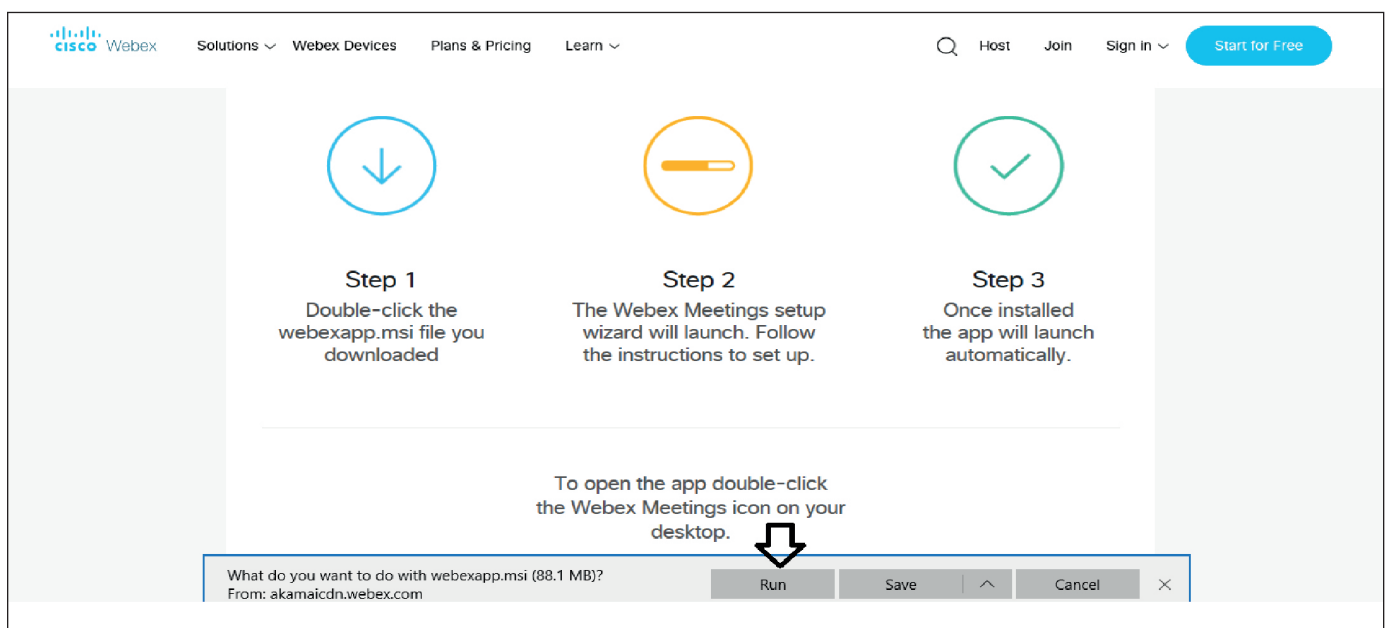 CISCO Webex Solutions Webex Devices Plans & Pricing Learn Host Join Sign in Start for Free
Step 1
Double-click the
webexapp.msi file you
downloaded
Step 2
The Webex Meetings setup
wizard will launch. Follow
the instructions to set up.
Step 3
Once installed
the app will launch
automatically.
To open the app double-click
the Webex Meetings icon on your
desktop.
What do you want to do with webexapp.msi (88.1 MB)?
From: akamaicdn.webex.com
Run Save Cancel